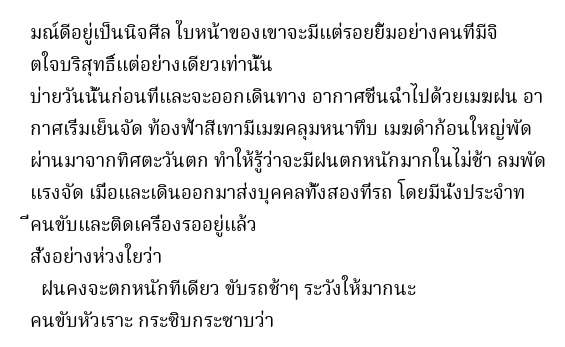 มณ์ดีอยู่เป็นนิจศีล ใบหน้าของเขาจะมีแต่รอยยิ้มอย่างคนที่มีจิ
ตใจบริสุทธิ์แต่อย่างเดียวเท่านั้น
บ่ายวันนั้นก่อนที่และจะออกเดินทาง อากาศชื้นฉ่ำไปด้วยเมฆฝน อา
กาศเริ่มเย็นจัด ท้องฟ้าสีเทามีเมฆคลุมหนาทึบ เมฆดำก้อนใหญ่พัด
ผ่านมาจากทิศตะวันตก ทำให้รู้ว่าจะมีฝนตกหนักมากในไม่ช้า ลมพัด
แรงจัด เมื่อและเดินออกมาส่งบุคคลทั้งสองที่รถ โดยมีนั่งประจำท
ี่คนขับและติดเครื่องรออยู่แล้ว
สั่งอย่างห่วงใยว่า
ฝนคงจะตกหนักทีเดียว ขับรถช้าๆ ระวังให้มากนะ
คนขับหัวเราะ กระซิบกระซาบว่า